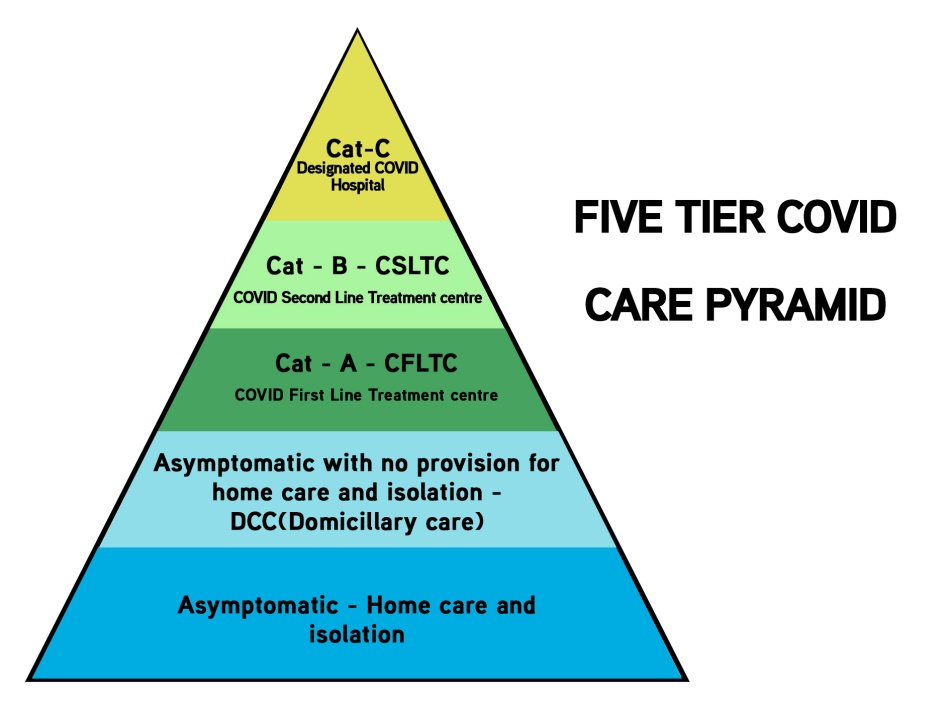 Cat-C
Designated COVID
Hospital
Cat - B - CSLTC
COVID Second Line Treatment centre
Cat - A - CFLTC
COVID First Line Treatment centre
Asymptomatic with no provision for
home care and isolation -
DCC(Domicillary care)
Asymptomatic - Home care and
isolation
FIVE TIER COVID
CARE PYRAMID